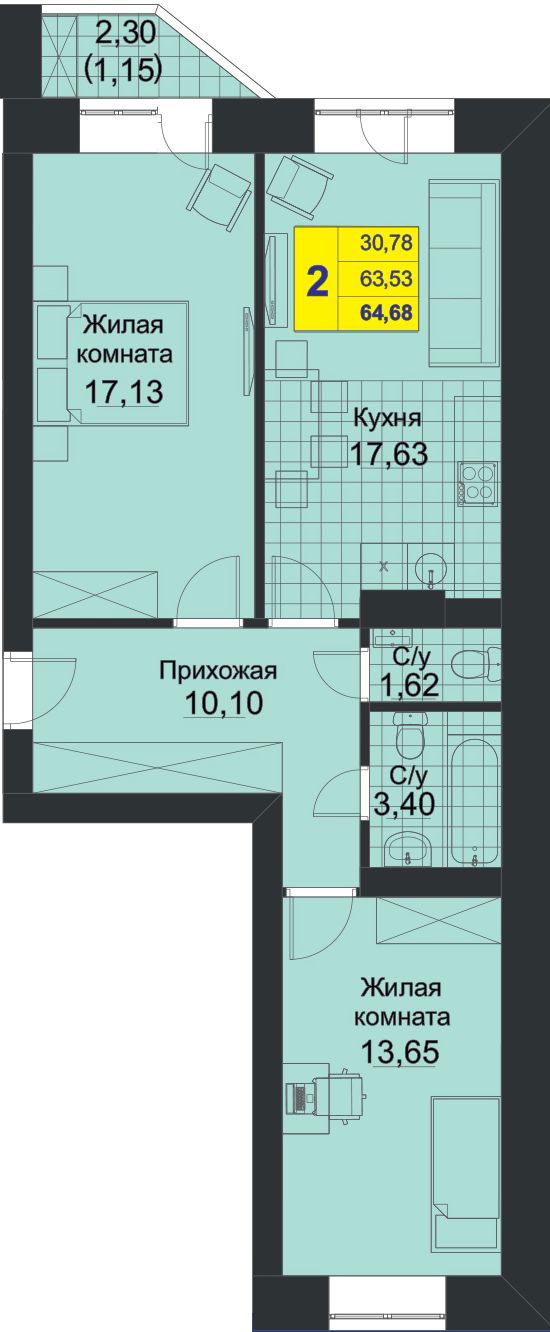 2,30
(1,15)
2
30,78
63,53
64,68
Жилая
комната
17,13
Кухня
17,63
x
Прихожая
10,10
С/у
1,62
С/у
3,40
Жилая
комната
13,65